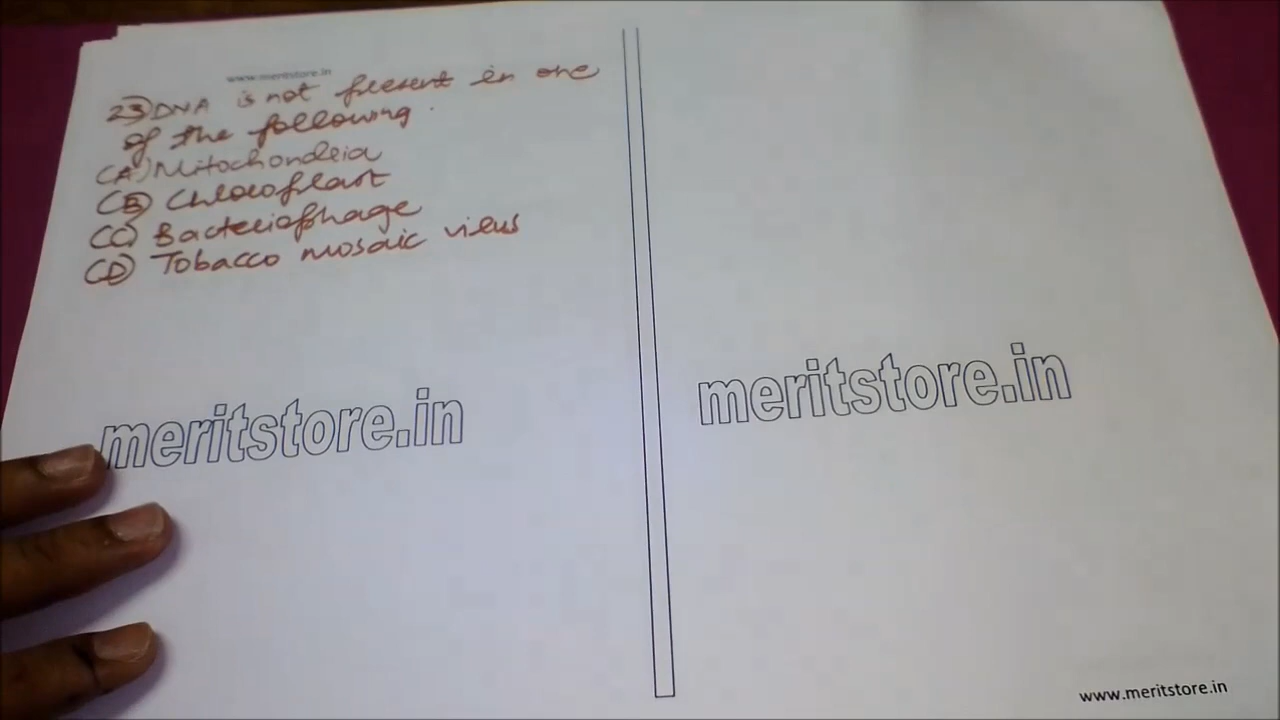 www.meritstore.in
23) DNA is not present in one
of the following.
(A) Mitochondria
(B) Chloroplast
(C) Bacteriophage
(D) Tobacco mosaic virus
meritstore.in
meritstore.in
www.meritstore.in